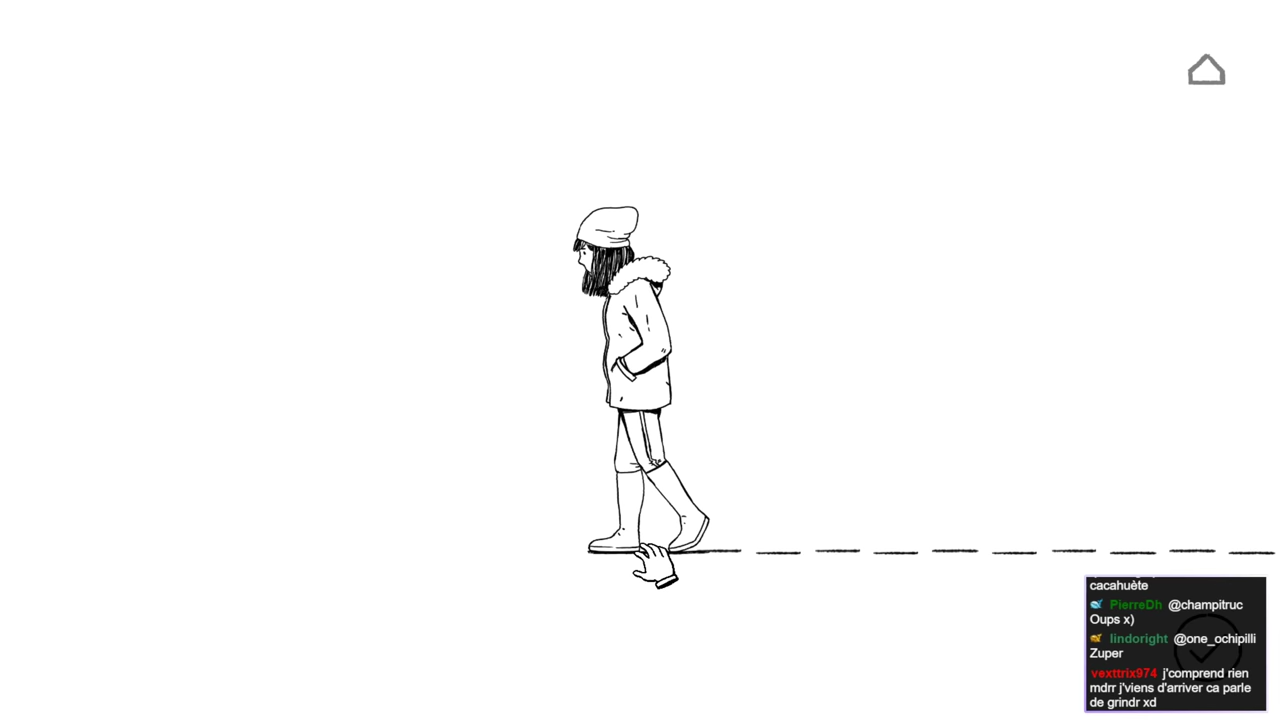 cacahuète
PierreDh @champitruc
Oups x)
lindoright @one_ochipilli
Zuper
vexttrix974 j'comprend rien
mdrr j'viens d'arriver ca parle
de grindr xd